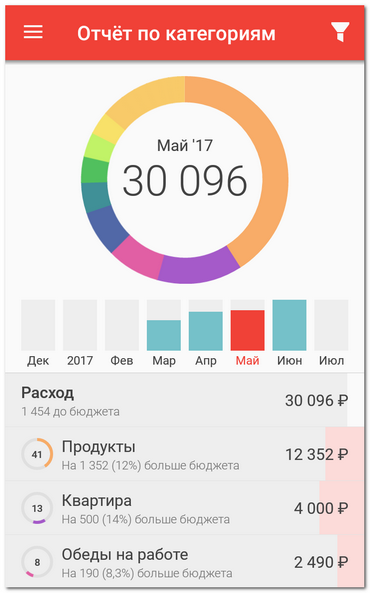 Отчёт по категориям
Май '17
30 096
Дек 2017 Фев Мар Апр Май Июн Июл
Расход
30 096 ₽
1 454 до бюджета
41
Продукты
12 352 ₽
На 1 352 (12%) больше бюджета
13
Квартира
4 000 ₽
На 500 (14%) больше бюджета
8
Обеды на работе
2 490 ₽
На 190 (8,3%) больше бюджета